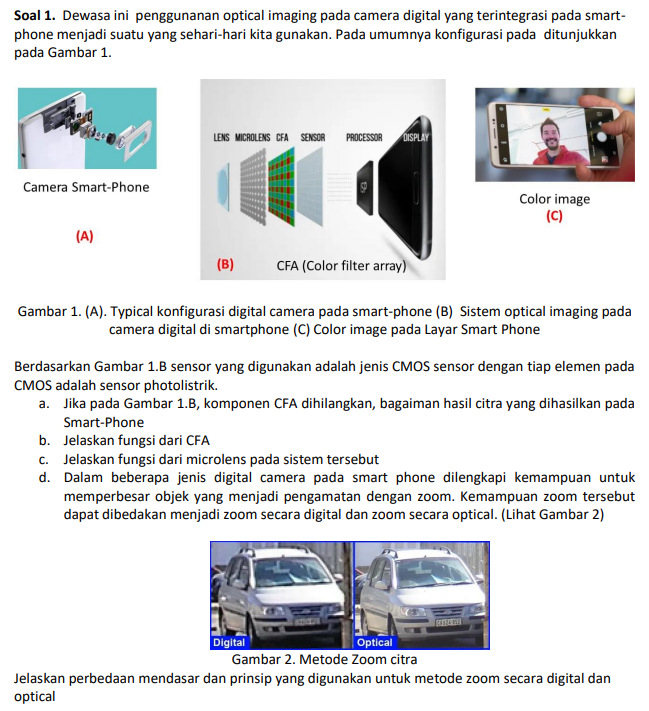 Soal 1. Dewasa ini penggunanan optical imaging pada camera digital yang terintegrasi pada smart-
phone menjadi suatu yang sehari-hari kita gunakan. Pada umumnya konfigurasi pada ditunjukkan
pada Gambar 1.
LENS MICROLENS CFA SENSOR PROCESSOR DISPLAY
Camera Smart-Phone
Color image
(A)
(C)
(B)
CFA (Color filter array)
Gambar 1. (A). Typical konfigurasi digital camera pada smart-phone (B) Sistem optical imaging pada
camera digital di smartphone (C) Color image pada Layar Smart Phone
Berdasarkan Gambar 1.B sensor yang digunakan adalah jenis CMOS sensor dengan tiap elemen pada
CMOS adalah sensor photolistrik.
a. Jika pada Gambar 1.B, komponen CFA dihilangkan, bagaiman hasil citra yang dihasilkan pada
Smart-Phone
b. Jelaskan fungsi dari CFA
c. Jelaskan fungsi dari microlens pada sistem tersebut
d. Dalam beberapa jenis digital camera pada smart phone dilengkapi kemampuan untuk
memperbesar objek yang menjadi pengamatan dengan zoom. Kemampuan zoom tersebut
dapat dibedakan menjadi zoom secara digital dan zoom secara optical. (Lihat Gambar 2)
Digital
Optical
Gambar 2. Metode Zoom citra
Jelaskan perbedaan mendasar dan prinsip yang digunakan untuk metode zoom secara digital dan
optical